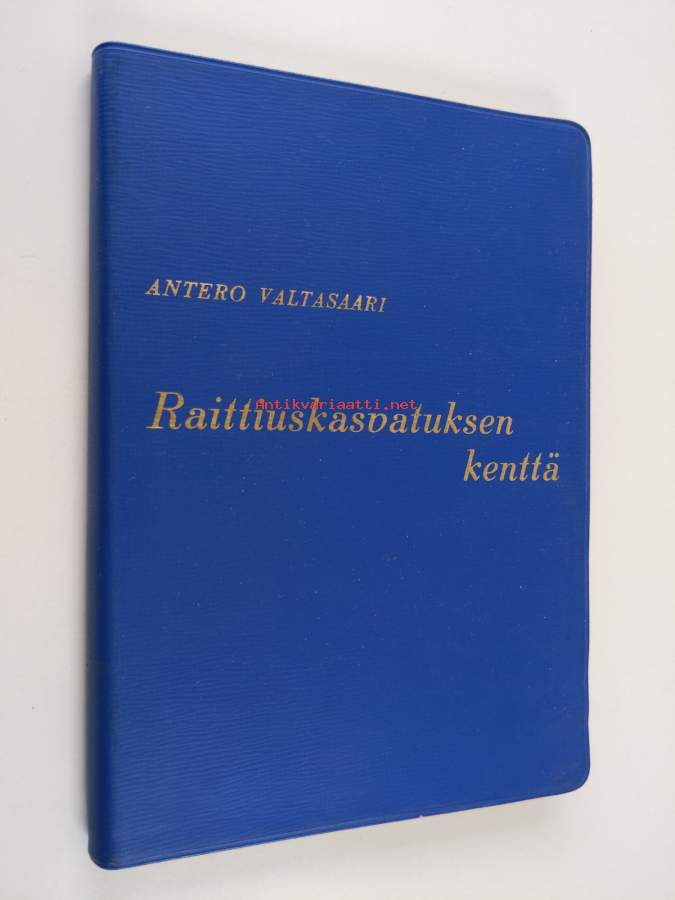 ANTERO VALTASAARI
Antikvariaatti.net
Raittiuskasvatuksen
kenttä